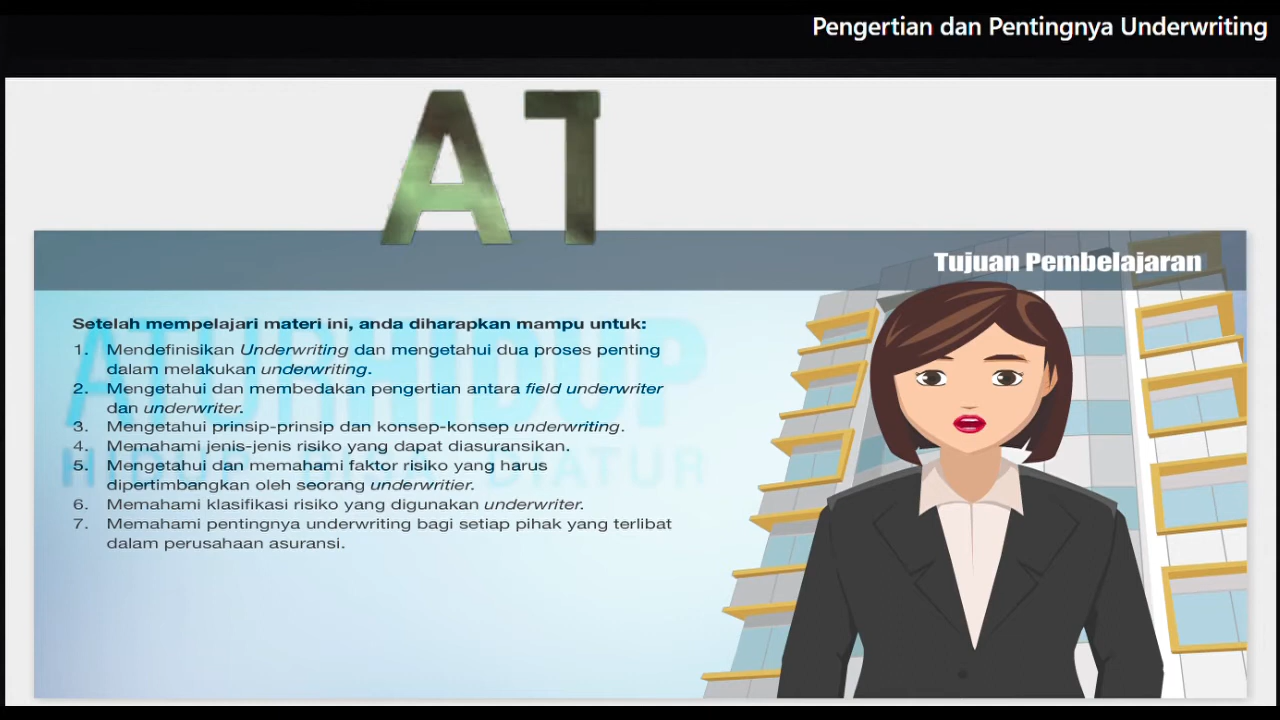 Pengertian dan Pentingnya Underwriting
AT
Tujuan Pembelajaran
Setelah mempelajari materi ini, anda diharapkan mampu untuk:
1. Mendefinisikan Underwriting dan mengetahui dua proses penting
dalam melakukan underwriting.
2. Mengetahui dan membedakan pengertian antara field underwriter
dan underwriter.
3. Mengetahui prinsip-prinsip dan konsep-konsep underwriting.
4. Memahami jenis-jenis risiko yang dapat diasuransikan.
5. Mengetahui dan memahami faktor risiko yang harus
dipertimbangkan oleh seorang underwritier.
6. Memahami klasifikasi risiko yang digunakan underwriter.
7. Memahami pentingnya underwriting bagi setiap pihak yang terlibat
dalam perusahaan asuransi.